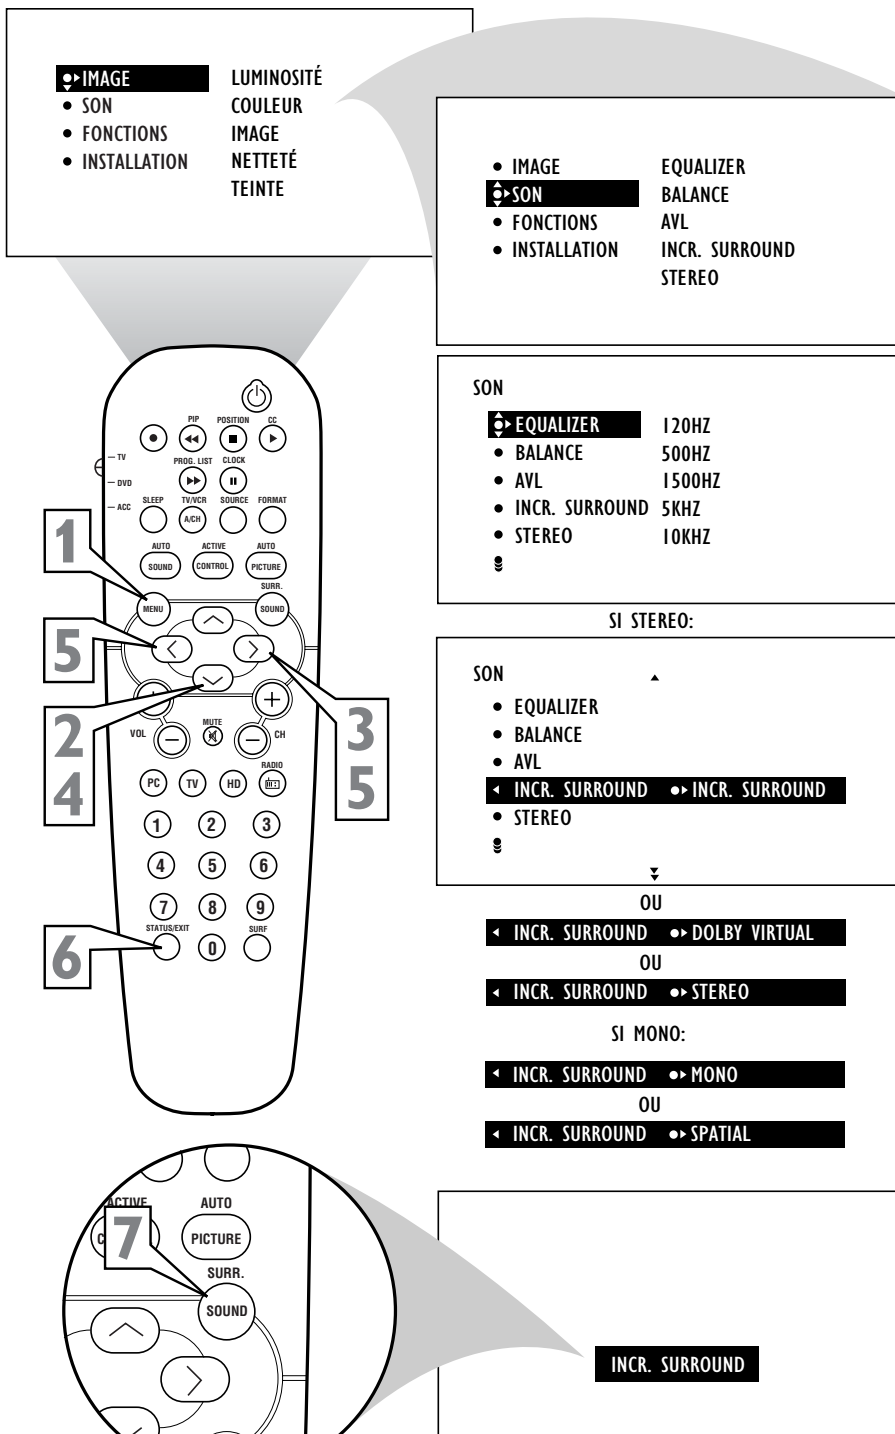 IMAGE LUMINOSITÉ
SON COULEUR
FONCTIONS IMAGE
INSTALLATION NETTETÉ
TEINTE
IMAGE EQUALIZER
SON BALANCE
FONCTIONS AVL
INSTALLATION INCR. SURROUND
STEREO
SON
EQUALIZER 120HZ
BALANCE 500HZ
AVL 1500HZ
INCR. SURROUND 5KHZ
STEREO 10KHZ
SI STEREO:
SON
EQUALIZER
BALANCE
AVL
INCR. SURROUND INCR. SURROUND
STEREO
OU
INCR. SURROUND DOLBY VIRTUAL
OU
INCR. SURROUND STEREO
SI MONO:
INCR. SURROUND MONO
OU
INCR. SURROUND SPATIAL
PIP POSITION CC
TV
PROG. LIST CLOCK
DVD
ACC
SLEEP TV/VCR SOURCE FORMAT
A/CH
AUTO ACTIVE AUTO
SOUND CONTROL PICTURE
SURR.
MENU SOUND
1
5
2
4
3
5
VOL MUTE CH
RADIO
PC TV HD
1 2 3
4 5 6
7 8 9
STATUS/EXIT SURF
0
6
ACTIVE AUTO
C PICTURE
7
SURR.
SOUND
INCR. SURROUND